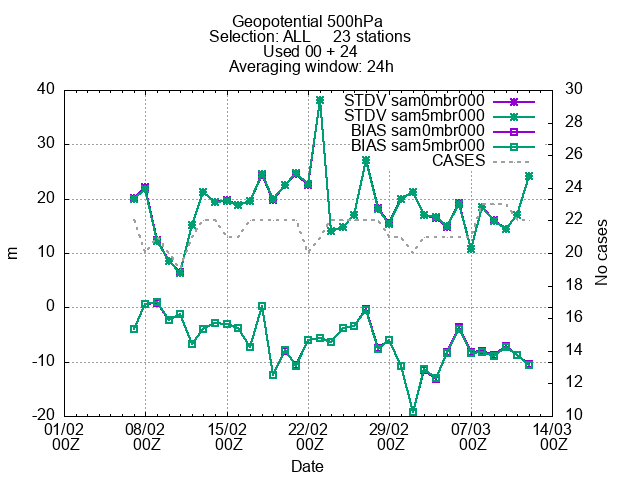 Geopotential 500hPa
Selection: ALL 23 stations
Used 00 + 24
Averaging window: 24h
STDV sam0mbr000
STDV sam5mbr000
BIAS sam0mbr000
BIAS sam5mbr000
CASES
40
30
20
10
0
-10
-20
m
30
28
26
24
22
20
18
16
14
12
10
No cases
01/02 08/02 15/02 22/02 29/02 07/03 14/03
00Z 00Z 00Z 00Z 00Z 00Z 00Z
Date